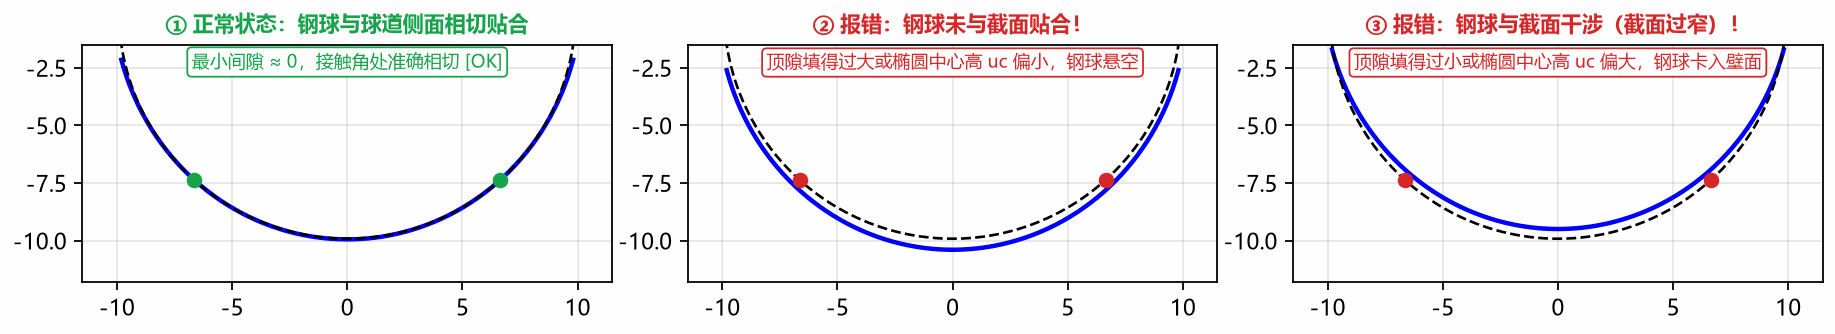 ① 正常状态：钢球与球道侧面相切贴合
最小间隙 ≈ 0，接触角处准确相切 [OK]
-2.5
-5.0
-7.5
-10.0
-10 -5 0 5 10
② 报错：钢球未与截面贴合！
顶隙填得过大或椭圆中心高 uc 偏小，钢球悬空
-2.5
-5.0
-7.5
-10.0
-10 -5 0 5 10
③ 报错：钢球与截面干涉（截面过窄）！
顶隙填得过小或椭圆中心高 uc 偏大，钢球卡入壁面
-2.5
-5.0
-7.5
-10.0
-10 -5 0 5 10